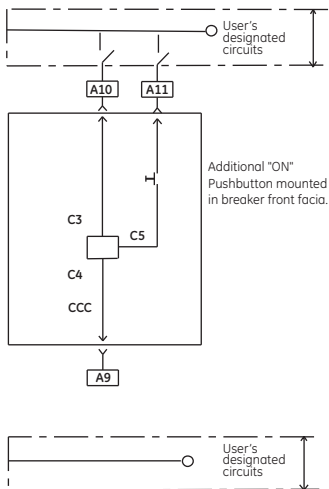 User's
designated
circuits
A10 A11
Additional "ON"
Pushbutton mounted
in breaker front facia.
C3
C5
C4
CCC
A9
User's
designated
circuits